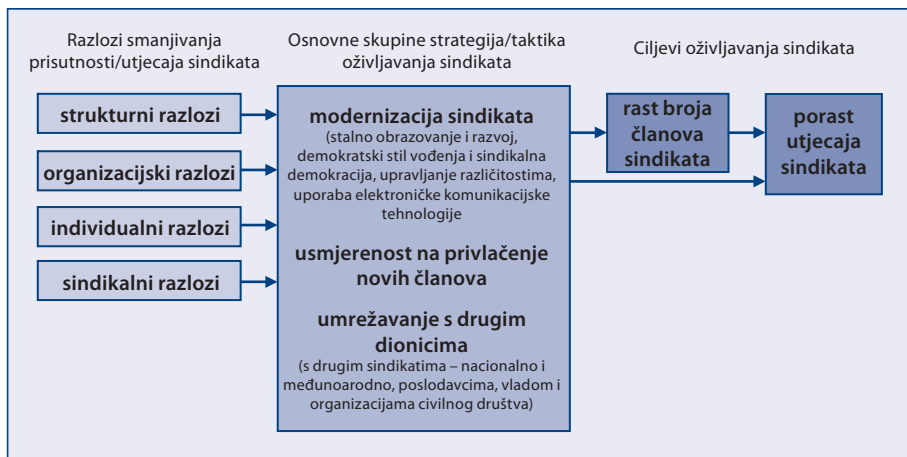 Razlozi smanjivanja
prisutnosti/utjecaja sindikata
strukturni razlozi
organizacijski razlozi
individualni razlozi
sindikalni razlozi
Osnovne skupine strategija/taktika
oživljavanja sindikata
modernizacija sindikata
(stalno obrazovanje i razvoj,
demokratski stil vođenja i sindikalna
demokracija, upravljanje različitostima,
uporaba elektroničke komunikacijske
tehnologije
usmjerenost na privlačenje
novih članova
umrežavanje s drugim
dionicima
(s drugim sindikatima – nacionalno i
međunoarodno, poslodavcima, vladom i
organizacijama civilnog društva)
Ciljevi oživljavanja sindikata
rast broja
članova
sindikata
porast
utjecaja
sindikata